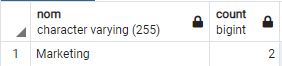 nom count
character varying (255) bigint
1 Marketing 2